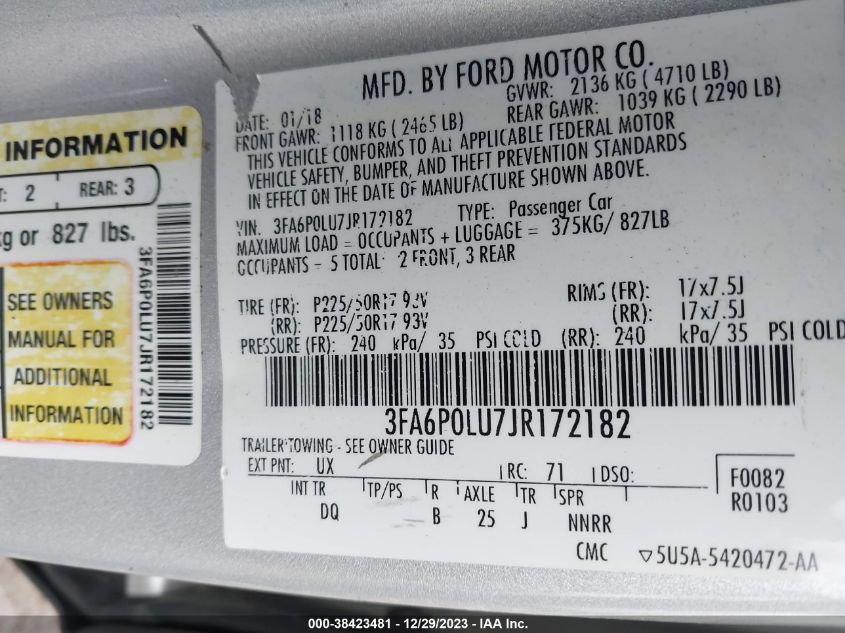 INFORMATION
T: 2 REAR: 3
kg or 827 lbs.
SEE OWNERS
MANUAL FOR
ADDITIONAL
INFORMATION
3FA6P0LU7JR172182
MFD. BY FORD MOTOR CO.
DATE: 01/18 GVWR: 2136 KG ( 4710 LB)
FRONT GAWR: 1118 KG ( 2465 LB) REAR GAWR: 1039 KG ( 2290 LB)
THIS VEHICLE CONFORMS TO ALL APPLICABLE FEDERAL MOTOR
VEHICLE SAFETY, BUMPER, AND THEFT PREVENTION STANDARDS
IN EFFECT ON THE DATE OF MANUFACTURE SHOWN ABOVE.
VIN: 3FA6P0LU7JR172182 TYPE: Passenger Car
MAXIMUM LOAD = OCCUPANTS + LUGGAGE = 375KG/ 827LB
OCCUPANTS = 5 TOTAL: 2 FRONT, 3 REAR
TIRE (FR): P225/50R17 93V RIMS (FR): 17x7.5J
(RR): P225/50R17 93V (RR): 17x7.5J
PRESSURE (FR): 240 kPa/ 35 PSI COLD (RR): 240 kPa/ 35 PSI COLD
3FA6P0LU7JR172182
TRAILER TOWING - SEE OWNER GUIDE
EXT PNT: UX RC: 71 DSO:
INT TR TP/PS R AXLE TR SPR
DQ B 25 J NNRR
F0082
R0103
CMC ▽5U5A-5420472-AA
000-38423481 - 12/29/2023 - IAA Inc.